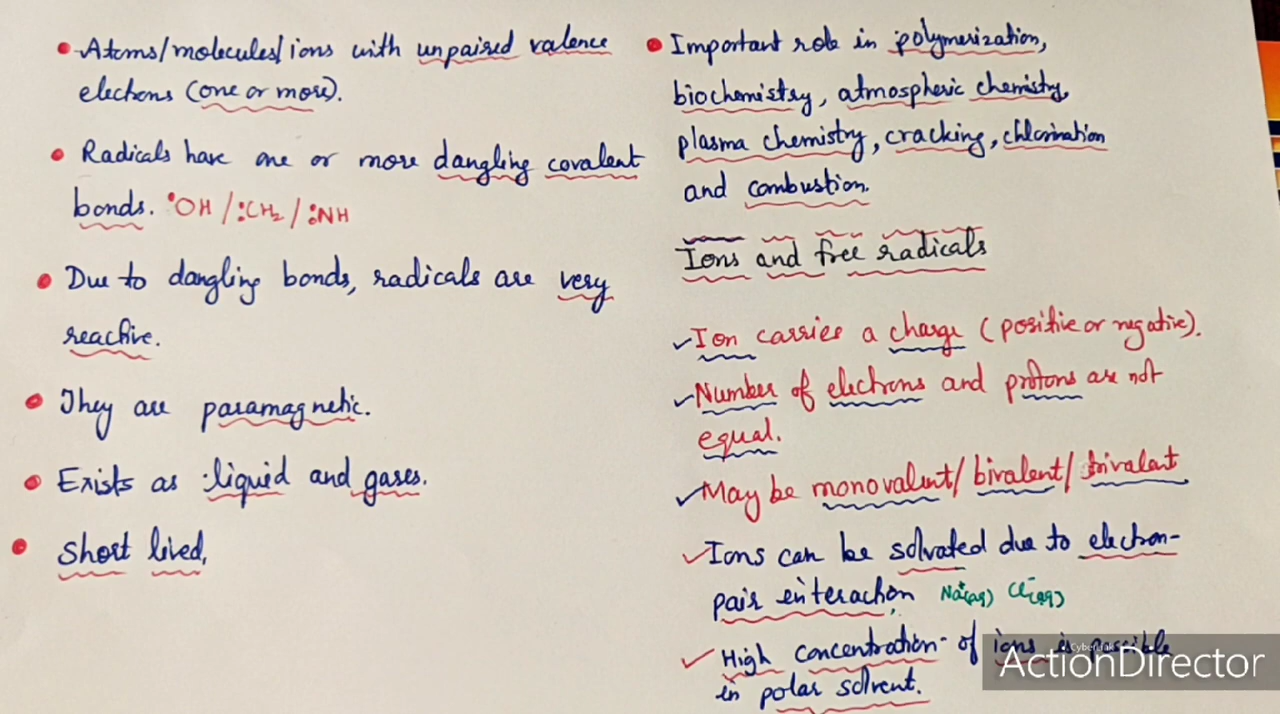 • Atoms/molecules/ions with unpaired valence
electrons (one or more).
• Radicals have one or more dangling covalent
bonds. •OH / :CH₂ / :NH
• Due to dangling bonds, radicals are very
reactive.
• They are paramagnetic.
• Exists as liquid and gases.
• Short lived,
• Important role in polymerization,
biochemistry, atmospheric chemistry,
plasma chemistry, cracking, chlorination
and combustion.
Ions and free radicals
✓Ion carries a charge (positive or negative).
✓Number of electrons and protons are not
equal.
✓May be monovalent/ bivalent/ trivalent
✓Ions can be solvated due to electron-
pair interaction Na⁺(aq) Cl⁻(aq)
✓High concentration of ions is possible
in polar solvent.
CyberLink
ActionDirector